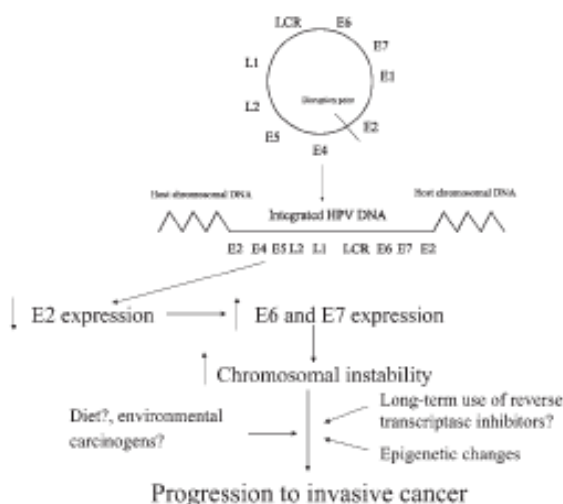 LCR E6
E7
L1
E1
Disruption point
L2
E2
E5
E4
Host chromosomal DNA Host chromosomal DNA
Integrated HPV DNA
E2 E4 E5 L2 L1 LCR E6 E7 E2
↓ E2 expression → ↑ E6 and E7 expression
↑ Chromosomal instability
Long-term use of reverse
transcriptase inhibitors?
Diet?, environmental
carcinogens?
Epigenetic changes
Progression to invasive cancer